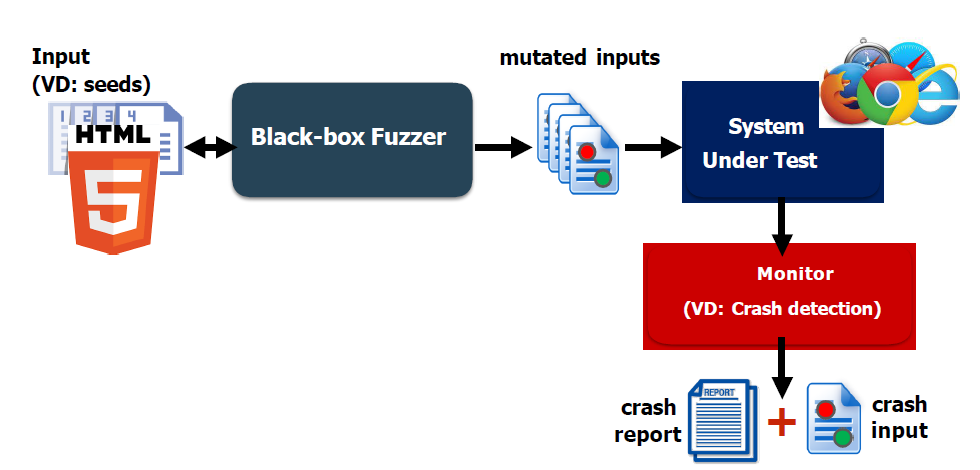 Input
(VD: seeds)
1 2 3 4
HTML
5
Black-box Fuzzer
mutated inputs
System
Under Test
Monitor
(VD: Crash detection)
crash
report
REPORT
crash
input